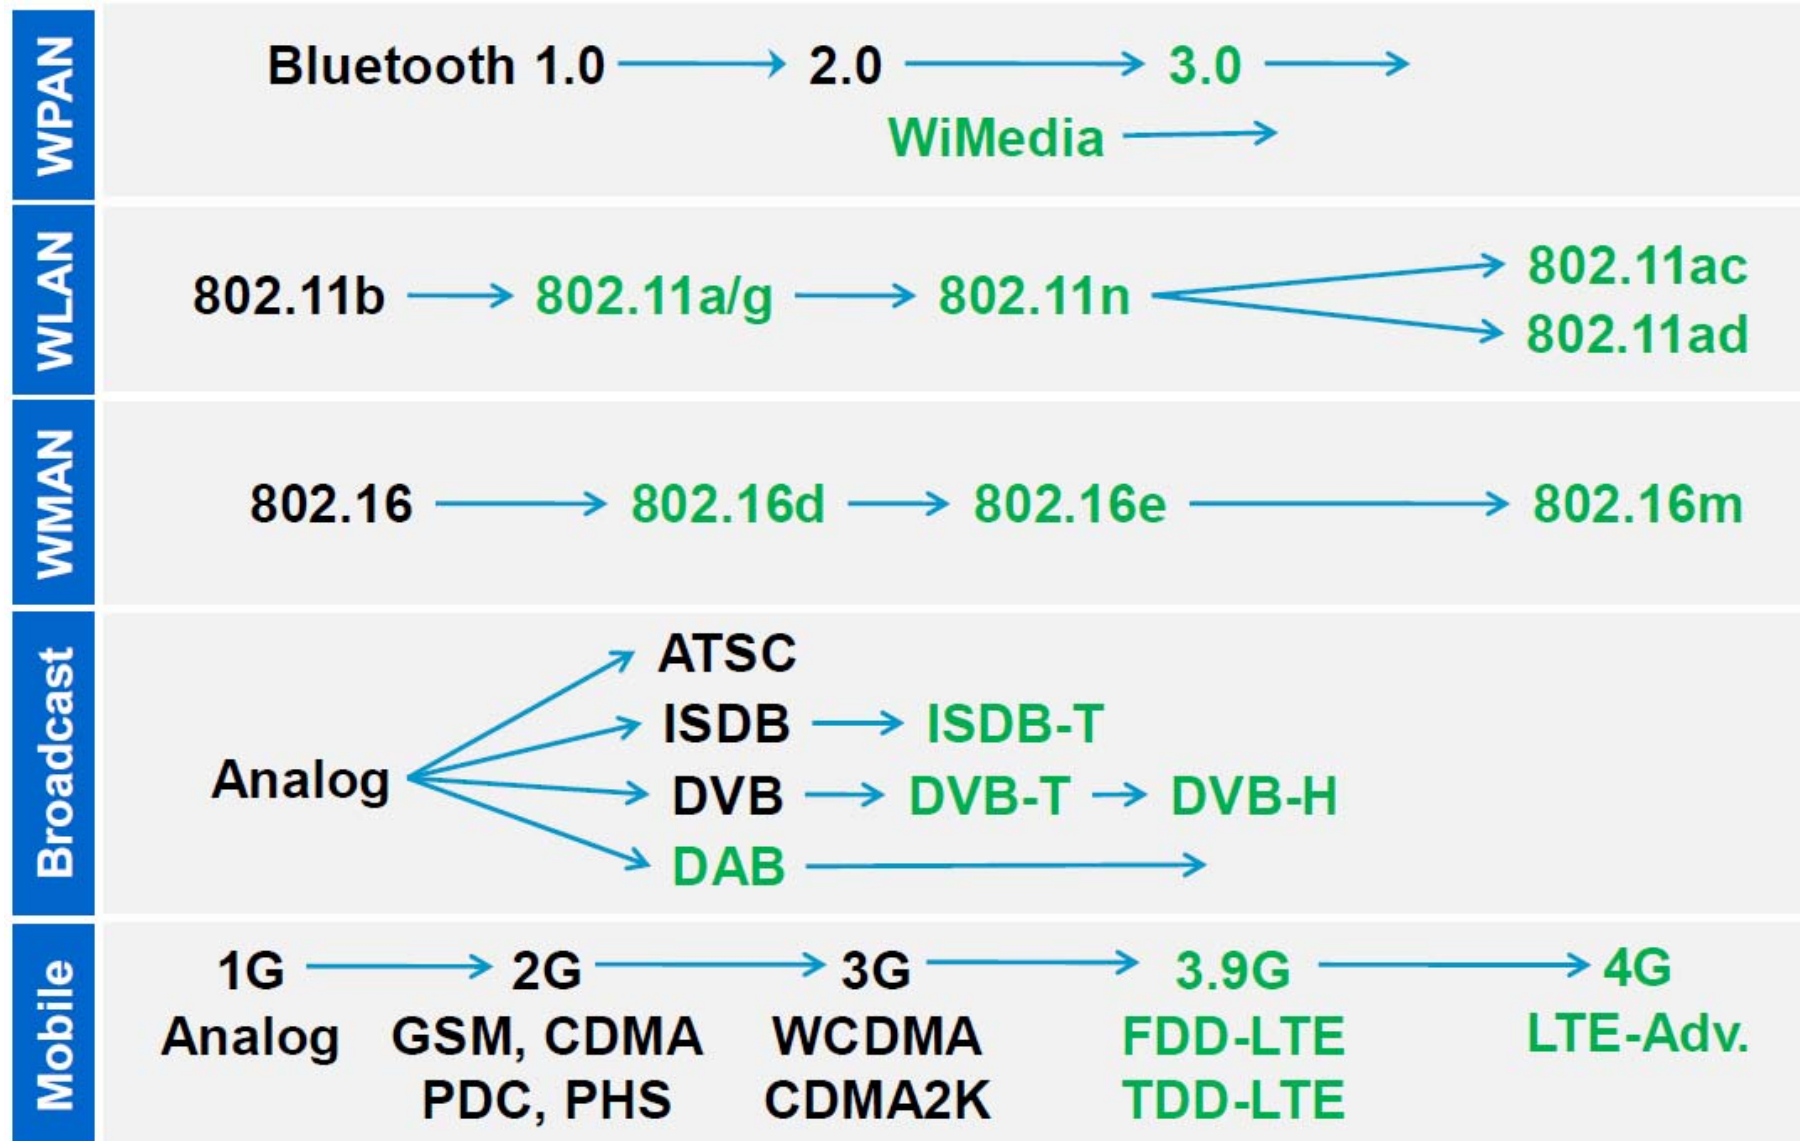 WPAN
Bluetooth 1.0 2.0 3.0
WiMedia
WLAN
802.11b 802.11a/g 802.11n
802.11ac
802.11ad
WMAN
802.16 802.16d 802.16e 802.16m
Broadcast
Analog
ATSC
ISDB ISDB-T
DVB DVB-T DVB-H
DAB
Mobile
1G 2G 3G 3.9G 4G
Analog GSM, CDMA WCDMA FDD-LTE LTE-Adv.
PDC, PHS CDMA2K TDD-LTE